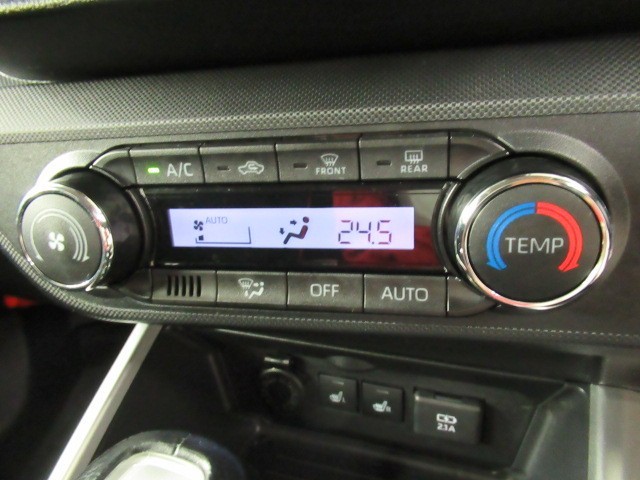 A/C
FRONT
REAR
AUTO
24.5
TEMP
OFF
AUTO
2.1A